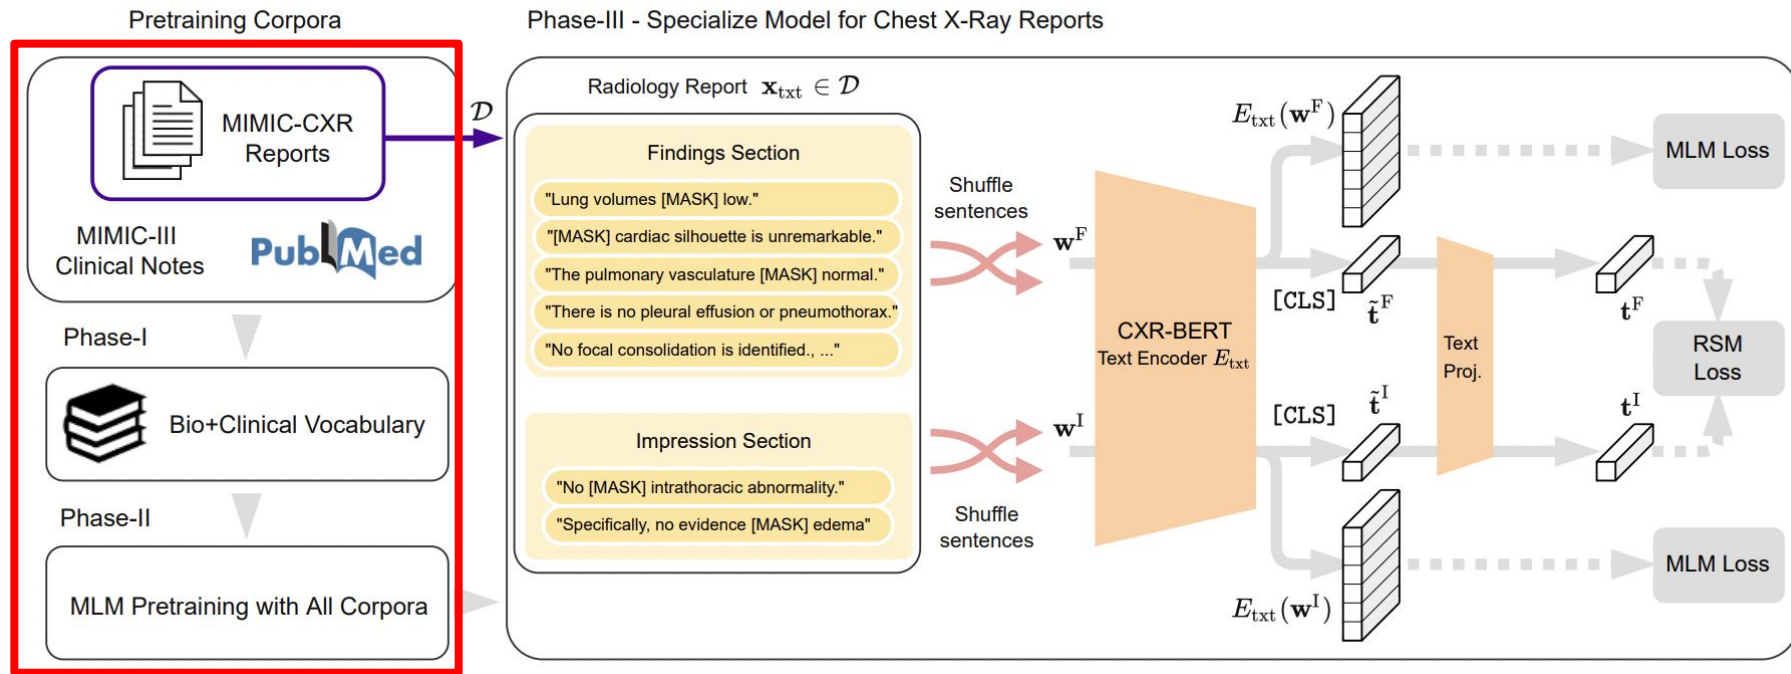 Pretraining Corpora
MIMIC-CXR
Reports
MIMIC-III
Clinical Notes
PubMed
Phase-I
Bio+Clinical Vocabulary
Phase-II
MLM Pretraining with All Corpora
𝒟
Phase-III - Specialize Model for Chest X-Ray Reports
Radiology Report x_txt ∈ 𝒟
Findings Section
"Lung volumes [MASK] low."
"[MASK] cardiac silhouette is unremarkable."
"The pulmonary vasculature [MASK] normal."
"There is no pleural effusion or pneumothorax."
"No focal consolidation is identified., ..."
Impression Section
"No [MASK] intrathoracic abnormality."
"Specifically, no evidence [MASK] edema"
Shuffle
sentences
w^F
w^I
Shuffle
sentences
CXR-BERT
Text Encoder E_txt
E_txt(w^F)
[CLS]
t̃^F
[CLS]
t̃^I
E_txt(w^I)
Text
Proj.
t^F
t^I
MLM Loss
RSM
Loss
MLM Loss